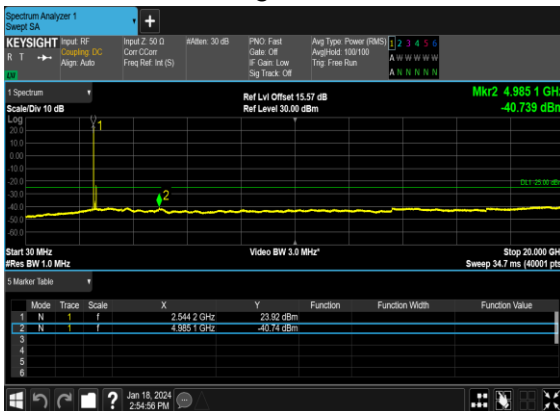 Spectrum Analyzer 1
Swept SA
+
KEYSIGHT Input: RF Input Z: 50 Ω #Atten: 30 dB PNO: Fast Avg Type: Power (RMS) 1 2 3 4 5 6
R T Coupling: DC Corr CCorr Gate: Off Avg|Hold: 100/100 A W W W W W
Align: Auto Freq Ref: Int (S) IF Gain: Low Trig: Free Run
Sig Track: Off A N N N N N
1 Spectrum Mkr2 4.985 1 GHz
Scale/Div 10 dB Ref Lvl Offset 15.57 dB -40.739 dBm
Ref Level 30.00 dBm
Log
20.0 1
10.0
0.00
-10.0
-20.0 DL1 -25.00 dBm
-30.0 2
-40.0
-50.0
-60.0
Start 30 MHz Video BW 3.0 MHz* Stop 20.000 GH
#Res BW 1.0 MHz Sweep 34.7 ms (40001 pts
5 Marker Table
Mode Trace Scale X Y Function Function Width Function Value
1 N 1 f 2.544 2 GHz 23.92 dBm
2 N 1 f 4.985 1 GHz -40.74 dBm
3
4
5
6
? Jan 18, 2024
2:54:56 PM